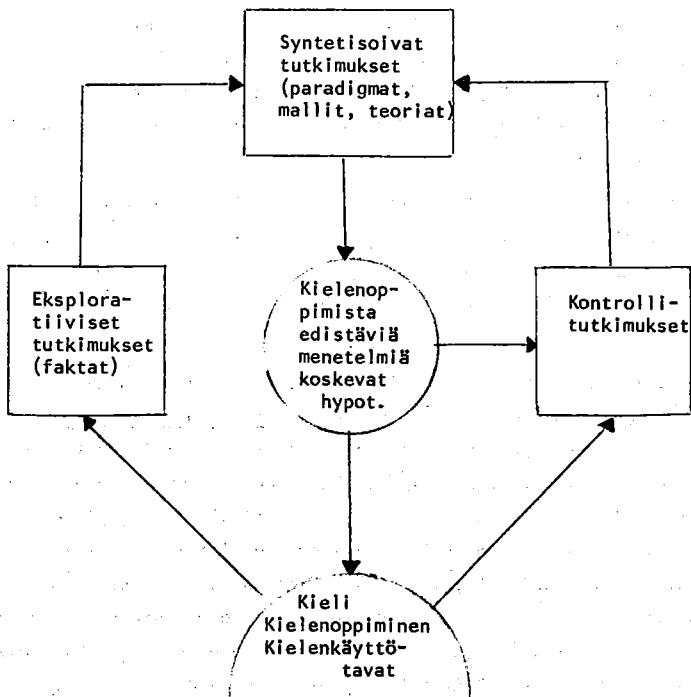 Syntetisoivat
tutkimukset
(paradigmat,
mallit, teoriat)
Eksplora-
tiiviset
tutkimukset
(faktat)
Kielenop-
pimista
edistäviä
menetelmiä
koskevat
hypot.
Kontrolli-
tutkimukset
Kieli
Kielenoppiminen
Kielenkäyttö-
tavat